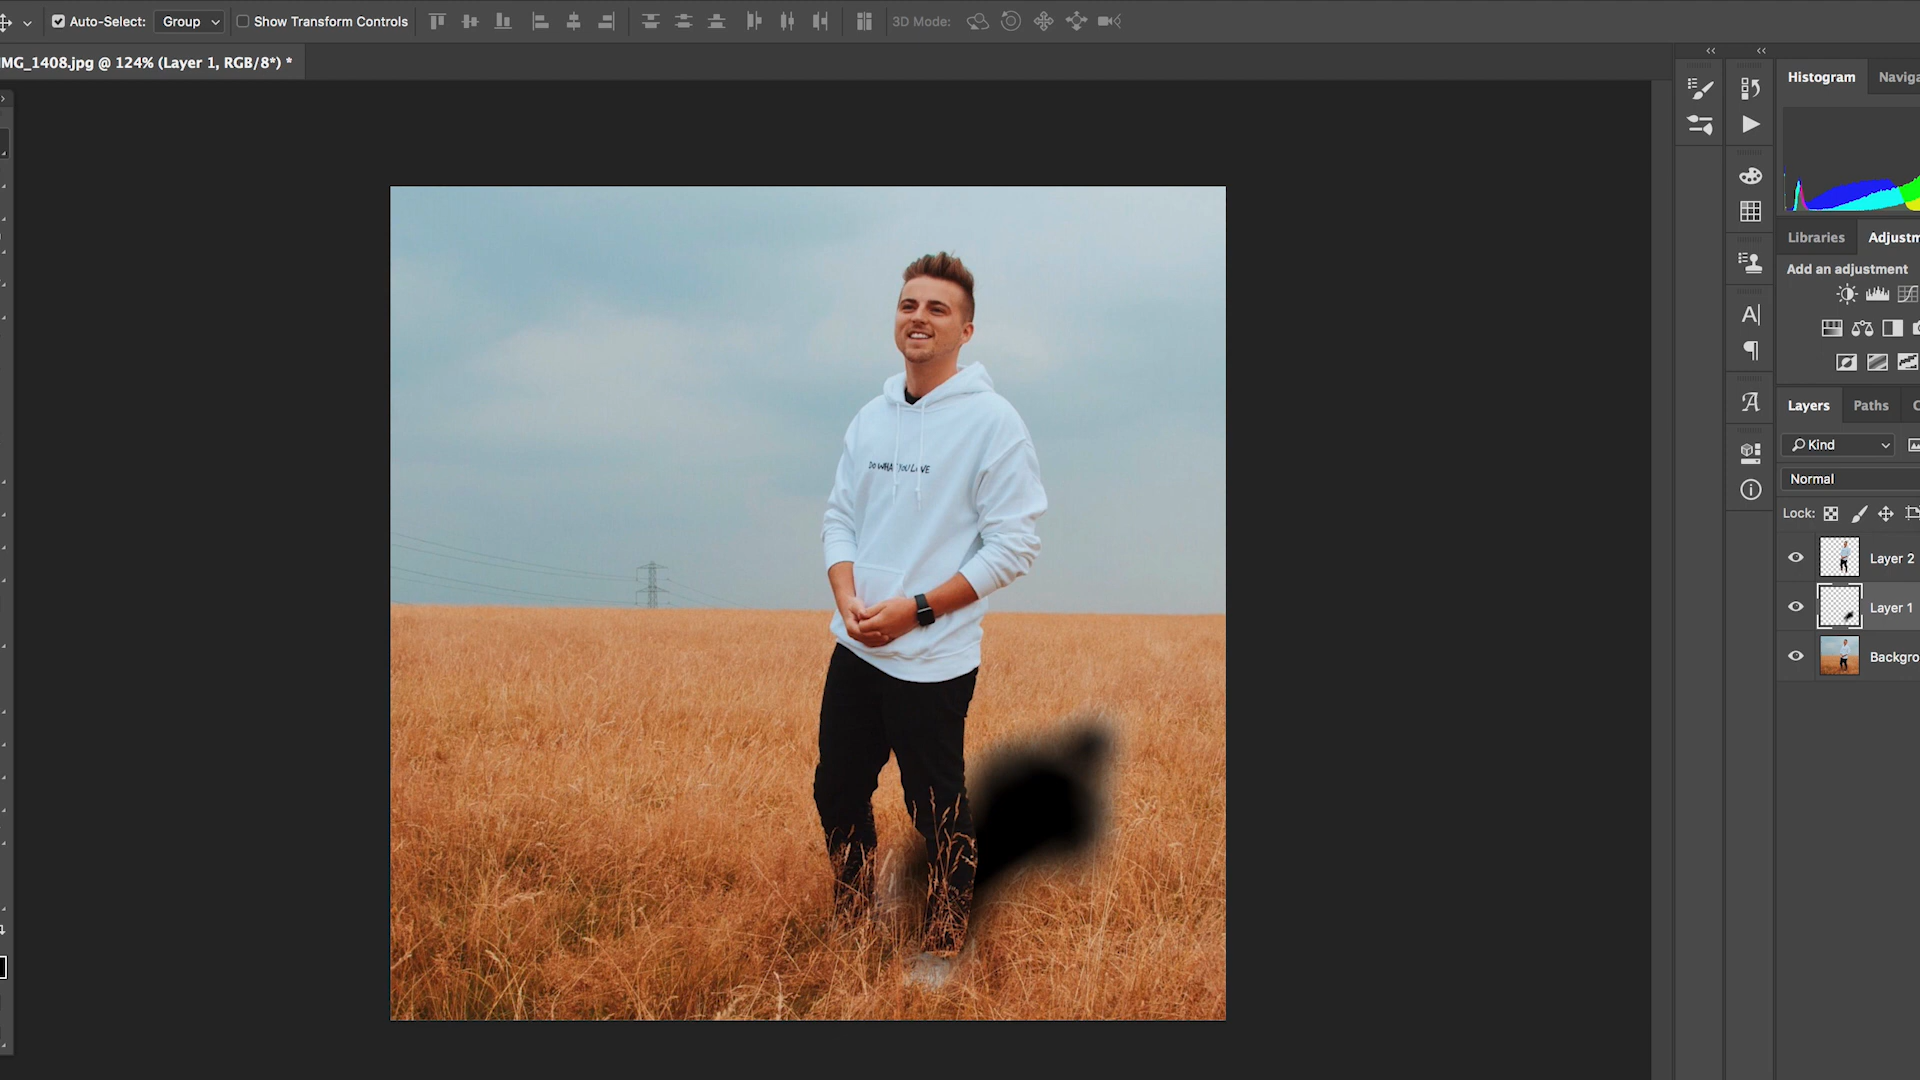 Auto-Select: Group Show Transform Controls 3D Mode:
MG_1408.jpg @ 124% (Layer 1, RGB/8*) *
Histogram Naviga
Libraries Adjustm
Add an adjustment
DO WHAT YOU LOVE
Layers Paths C
Kind
Normal
Lock:
Layer 2
Layer 1
Backgro